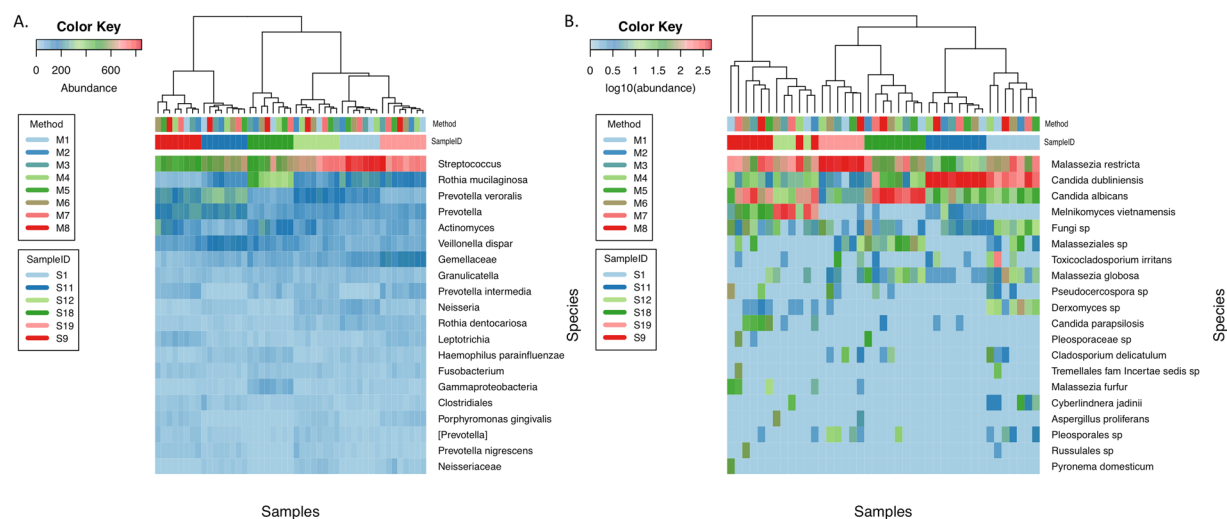 A.
Color Key
0 200 600
Abundance
Method
M1
M2
M3
M4
M5
M6
M7
M8
SampleID
S1
S11
S12
S18
S19
S9
Method
SampleID
Streptococcus
Rothia mucilaginosa
Prevotella veroralis
Prevotella
Actinomyces
Veillonella dispar
Gemellaceae
Granulicatella
Prevotella intermedia
Neisseria
Rothia dentocariosa
Leptotrichia
Haemophilus parainfluenzae
Fusobacterium
Gammaproteobacteria
Clostridiales
Porphyromonas gingivalis
[Prevotella]
Prevotella nigrescens
Neisseriaceae
Species
Samples
B.
Color Key
0 0.5 1 1.5 2 2.5
log10(abundance)
Method
M1
M2
M3
M4
M5
M6
M7
M8
SampleID
S1
S11
S12
S18
S19
S9
Method
SampleID
Malassezia restricta
Candida dubliniensis
Candida albicans
Melnikomyces vietnamensis
Fungi sp
Malasseziales sp
Toxicocladosporium irritans
Malassezia globosa
Pseudocercospora sp
Derxomyces sp
Candida parapsilosis
Pleosporaceae sp
Cladosporium delicatulum
Tremellales fam Incertae sedis sp
Malassezia furfur
Cyberlindnera jadinii
Aspergillus proliferans
Pleosporales sp
Russulales sp
Pyronema domesticum
Species
Samples